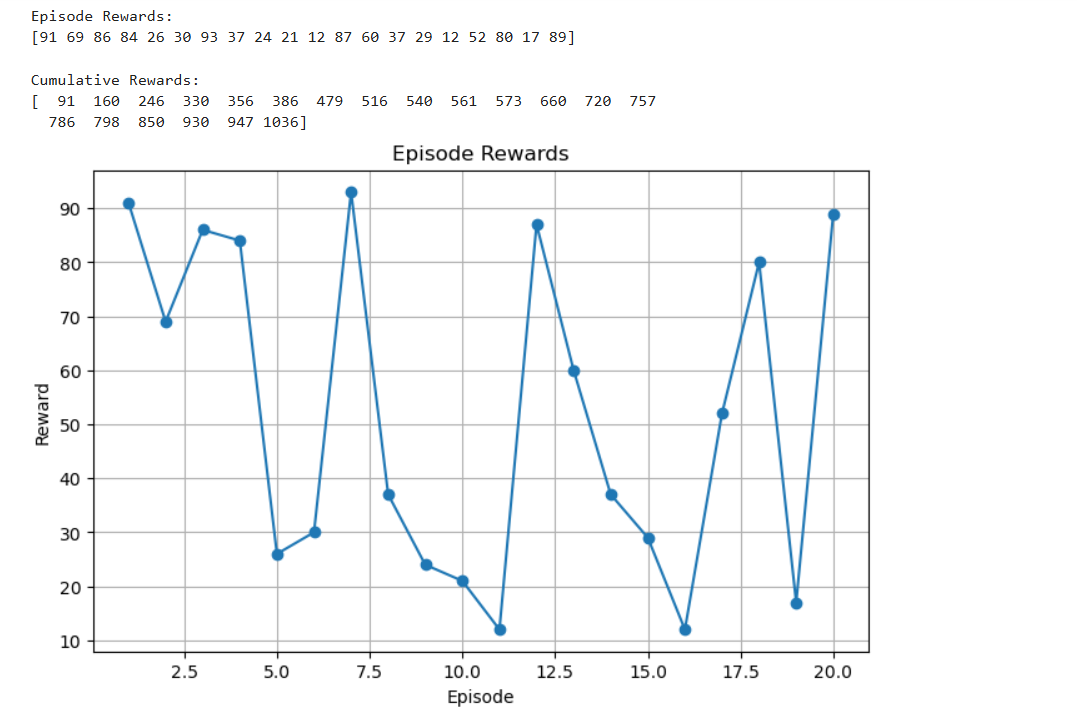 Episode Rewards:
[91 69 86 84 26 30 93 37 24 21 12 87 60 37 29 12 52 80 17 89]
Cumulative Rewards:
[  91  160  246  330  356  386  479  516  540  561  573  660  720  757
  786  798  850  930  947 1036]
Episode Rewards
90
80
70
60
50
40
30
20
10
Reward
2.5 5.0 7.5 10.0 12.5 15.0 17.5 20.0
Episode